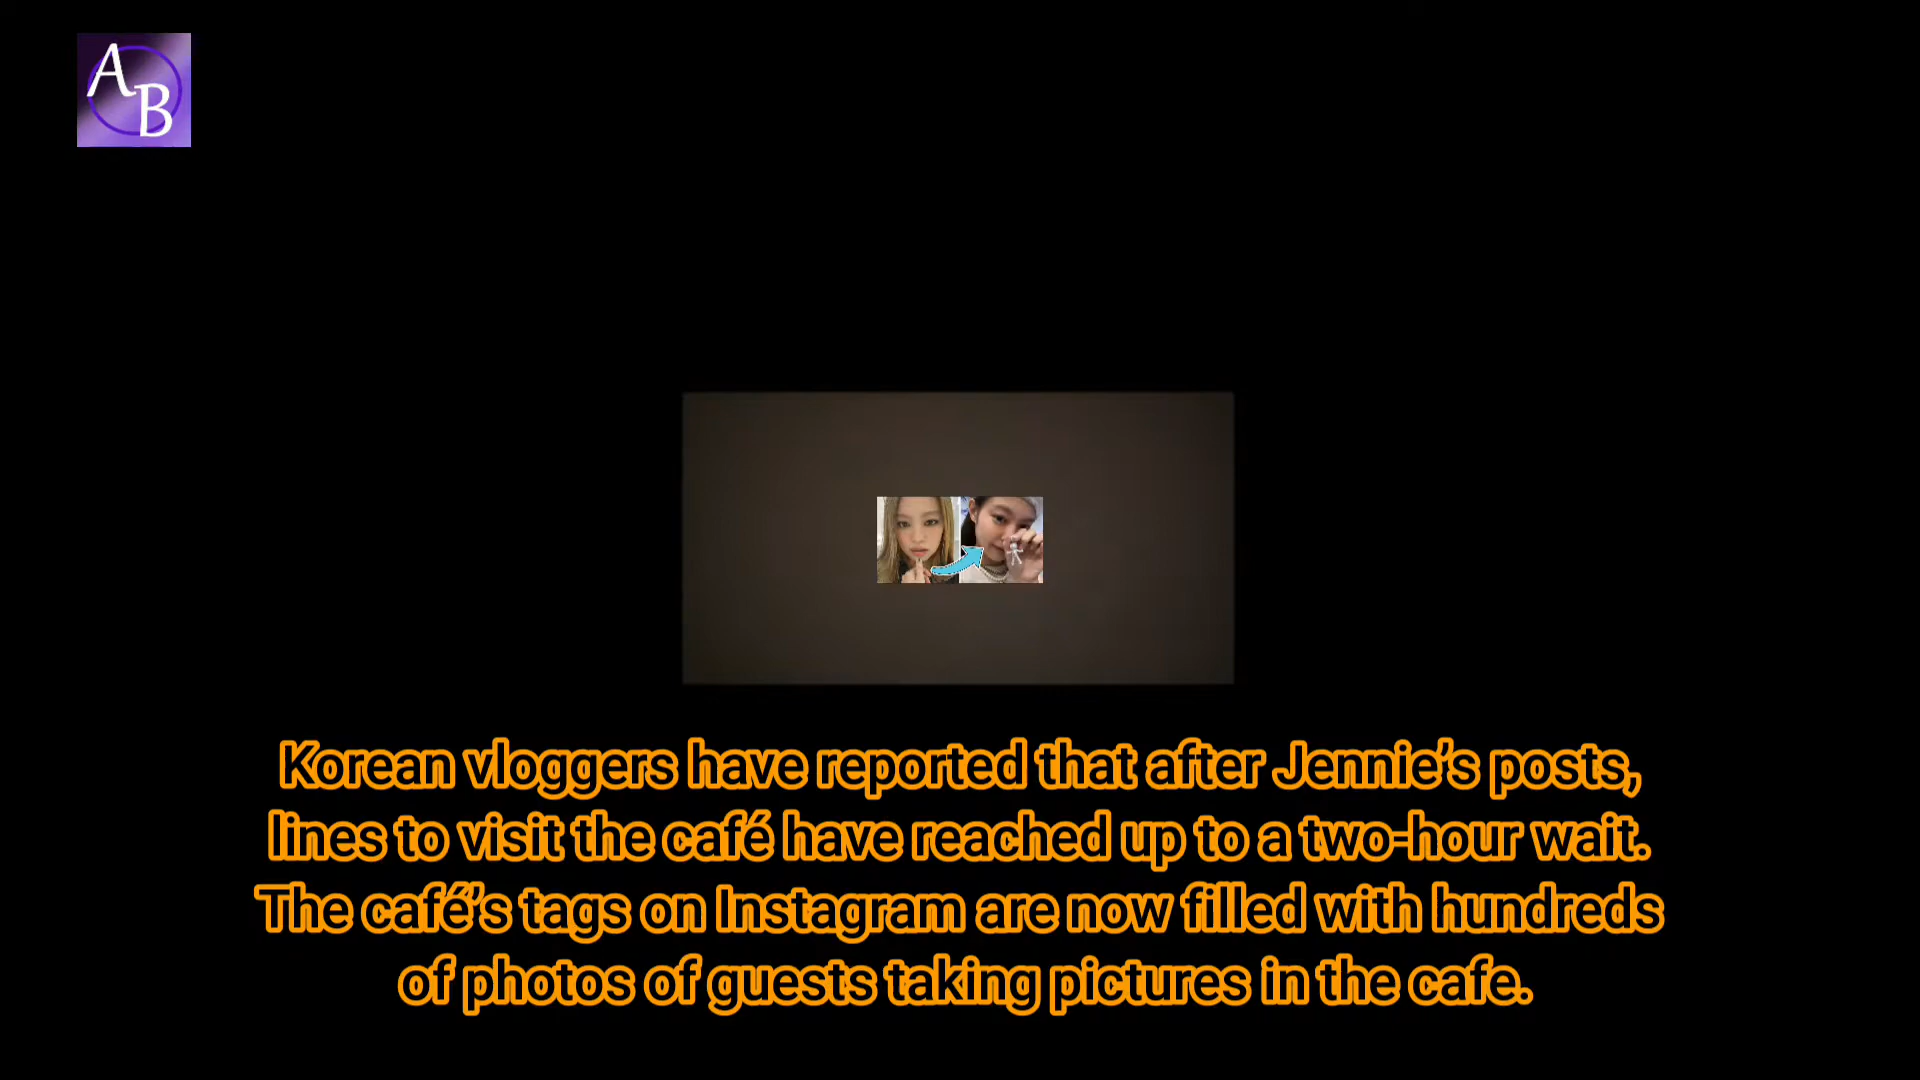 A
B
Korean vloggers have reported that after Jennie’s posts,
lines to visit the café have reached up to a two-hour wait.
The café’s tags on Instagram are now filled with hundreds
of photos of guests taking pictures in the cafe.